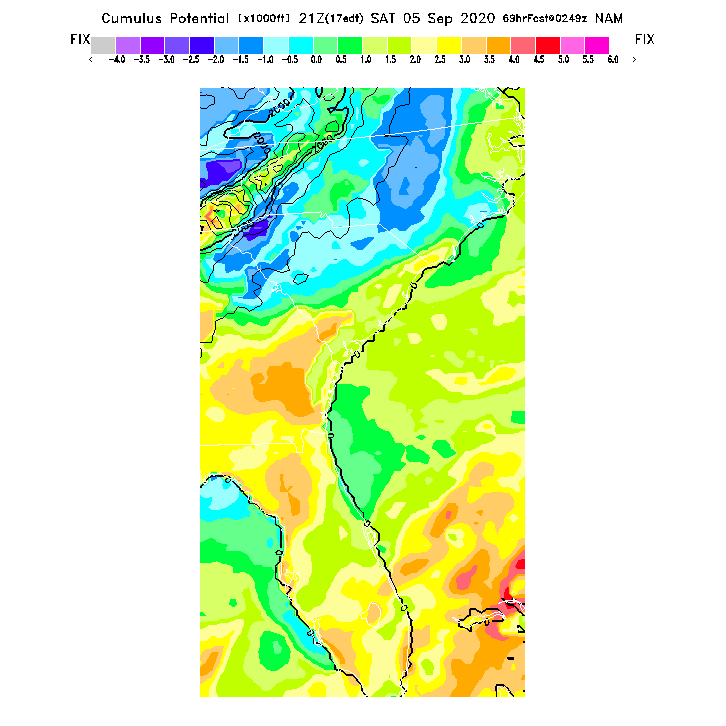 Cumulus Potential [x1000ft] 21Z(17edt) SAT 05 Sep 2020 69hrFcst@0249z NAM
FIX FIX
< -4.0 -3.5 -3.0 -2.5 -2.0 -1.5 -1.0 -0.5 0.0 0.5 1.0 1.5 2.0 2.5 3.0 3.5 4.0 4.5 5.0 5.5 6.0 >
2000